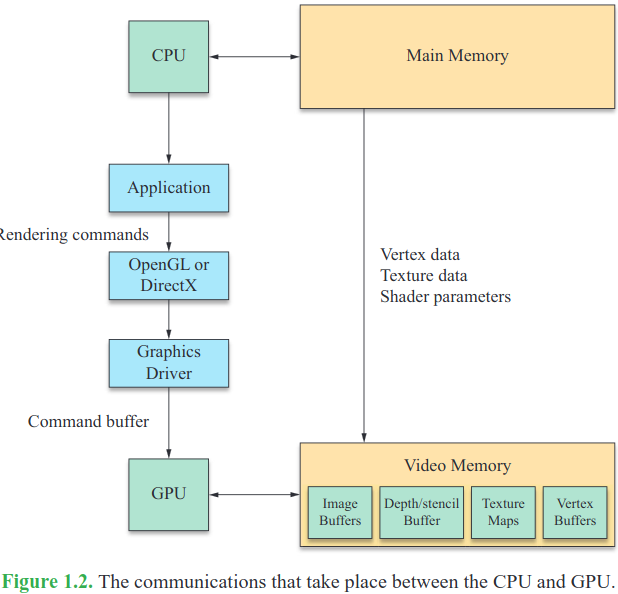 CPU
Main Memory
Application
Rendering commands
OpenGL or
DirectX
Vertex data
Texture data
Shader parameters
Graphics
Driver
Command buffer
Video Memory
GPU
Image
Buffers
Depth/stencil
Buffer
Texture
Maps
Vertex
Buffers
Figure 1.2. The communications that take place between the CPU and GPU.